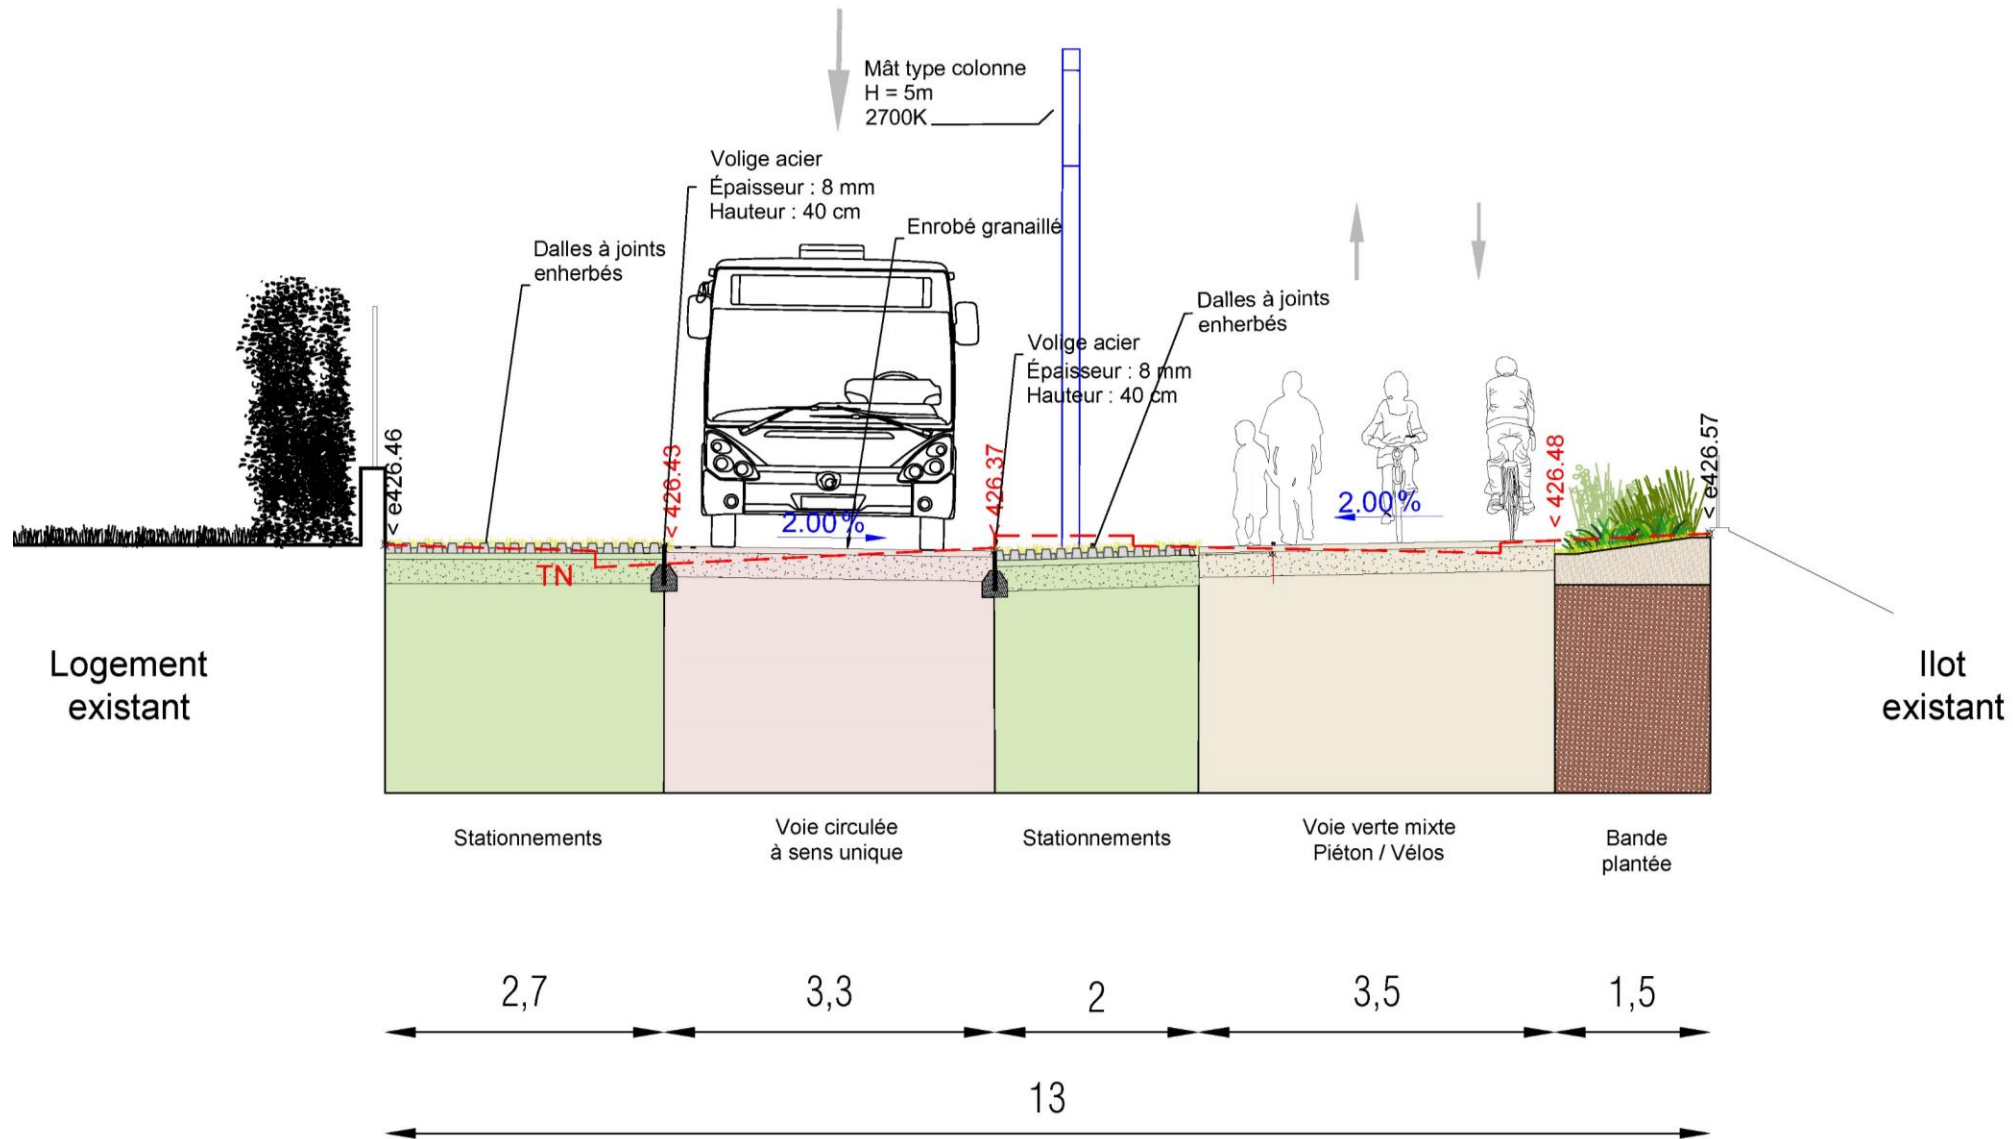 Mât type colonne
H = 5m
2700K
Volige acier
Épaisseur : 8 mm
Hauteur : 40 cm
Enrobé granaillé
Dalles à joints
enherbés
Dalles à joints
enherbés
Volige acier
Épaisseur : 8 mm
Hauteur : 40 cm
< e426.46
< 426.43
< 426.37
< 426.48
< e426.57
2.00%
2.00%
TN
Logement
existant
Ilot
existant
Stationnements
Voie circulée
à sens unique
Stationnements
Voie verte mixte
Piéton / Vélos
Bande
plantée
2,7
3,3
2
3,5
1,5
13